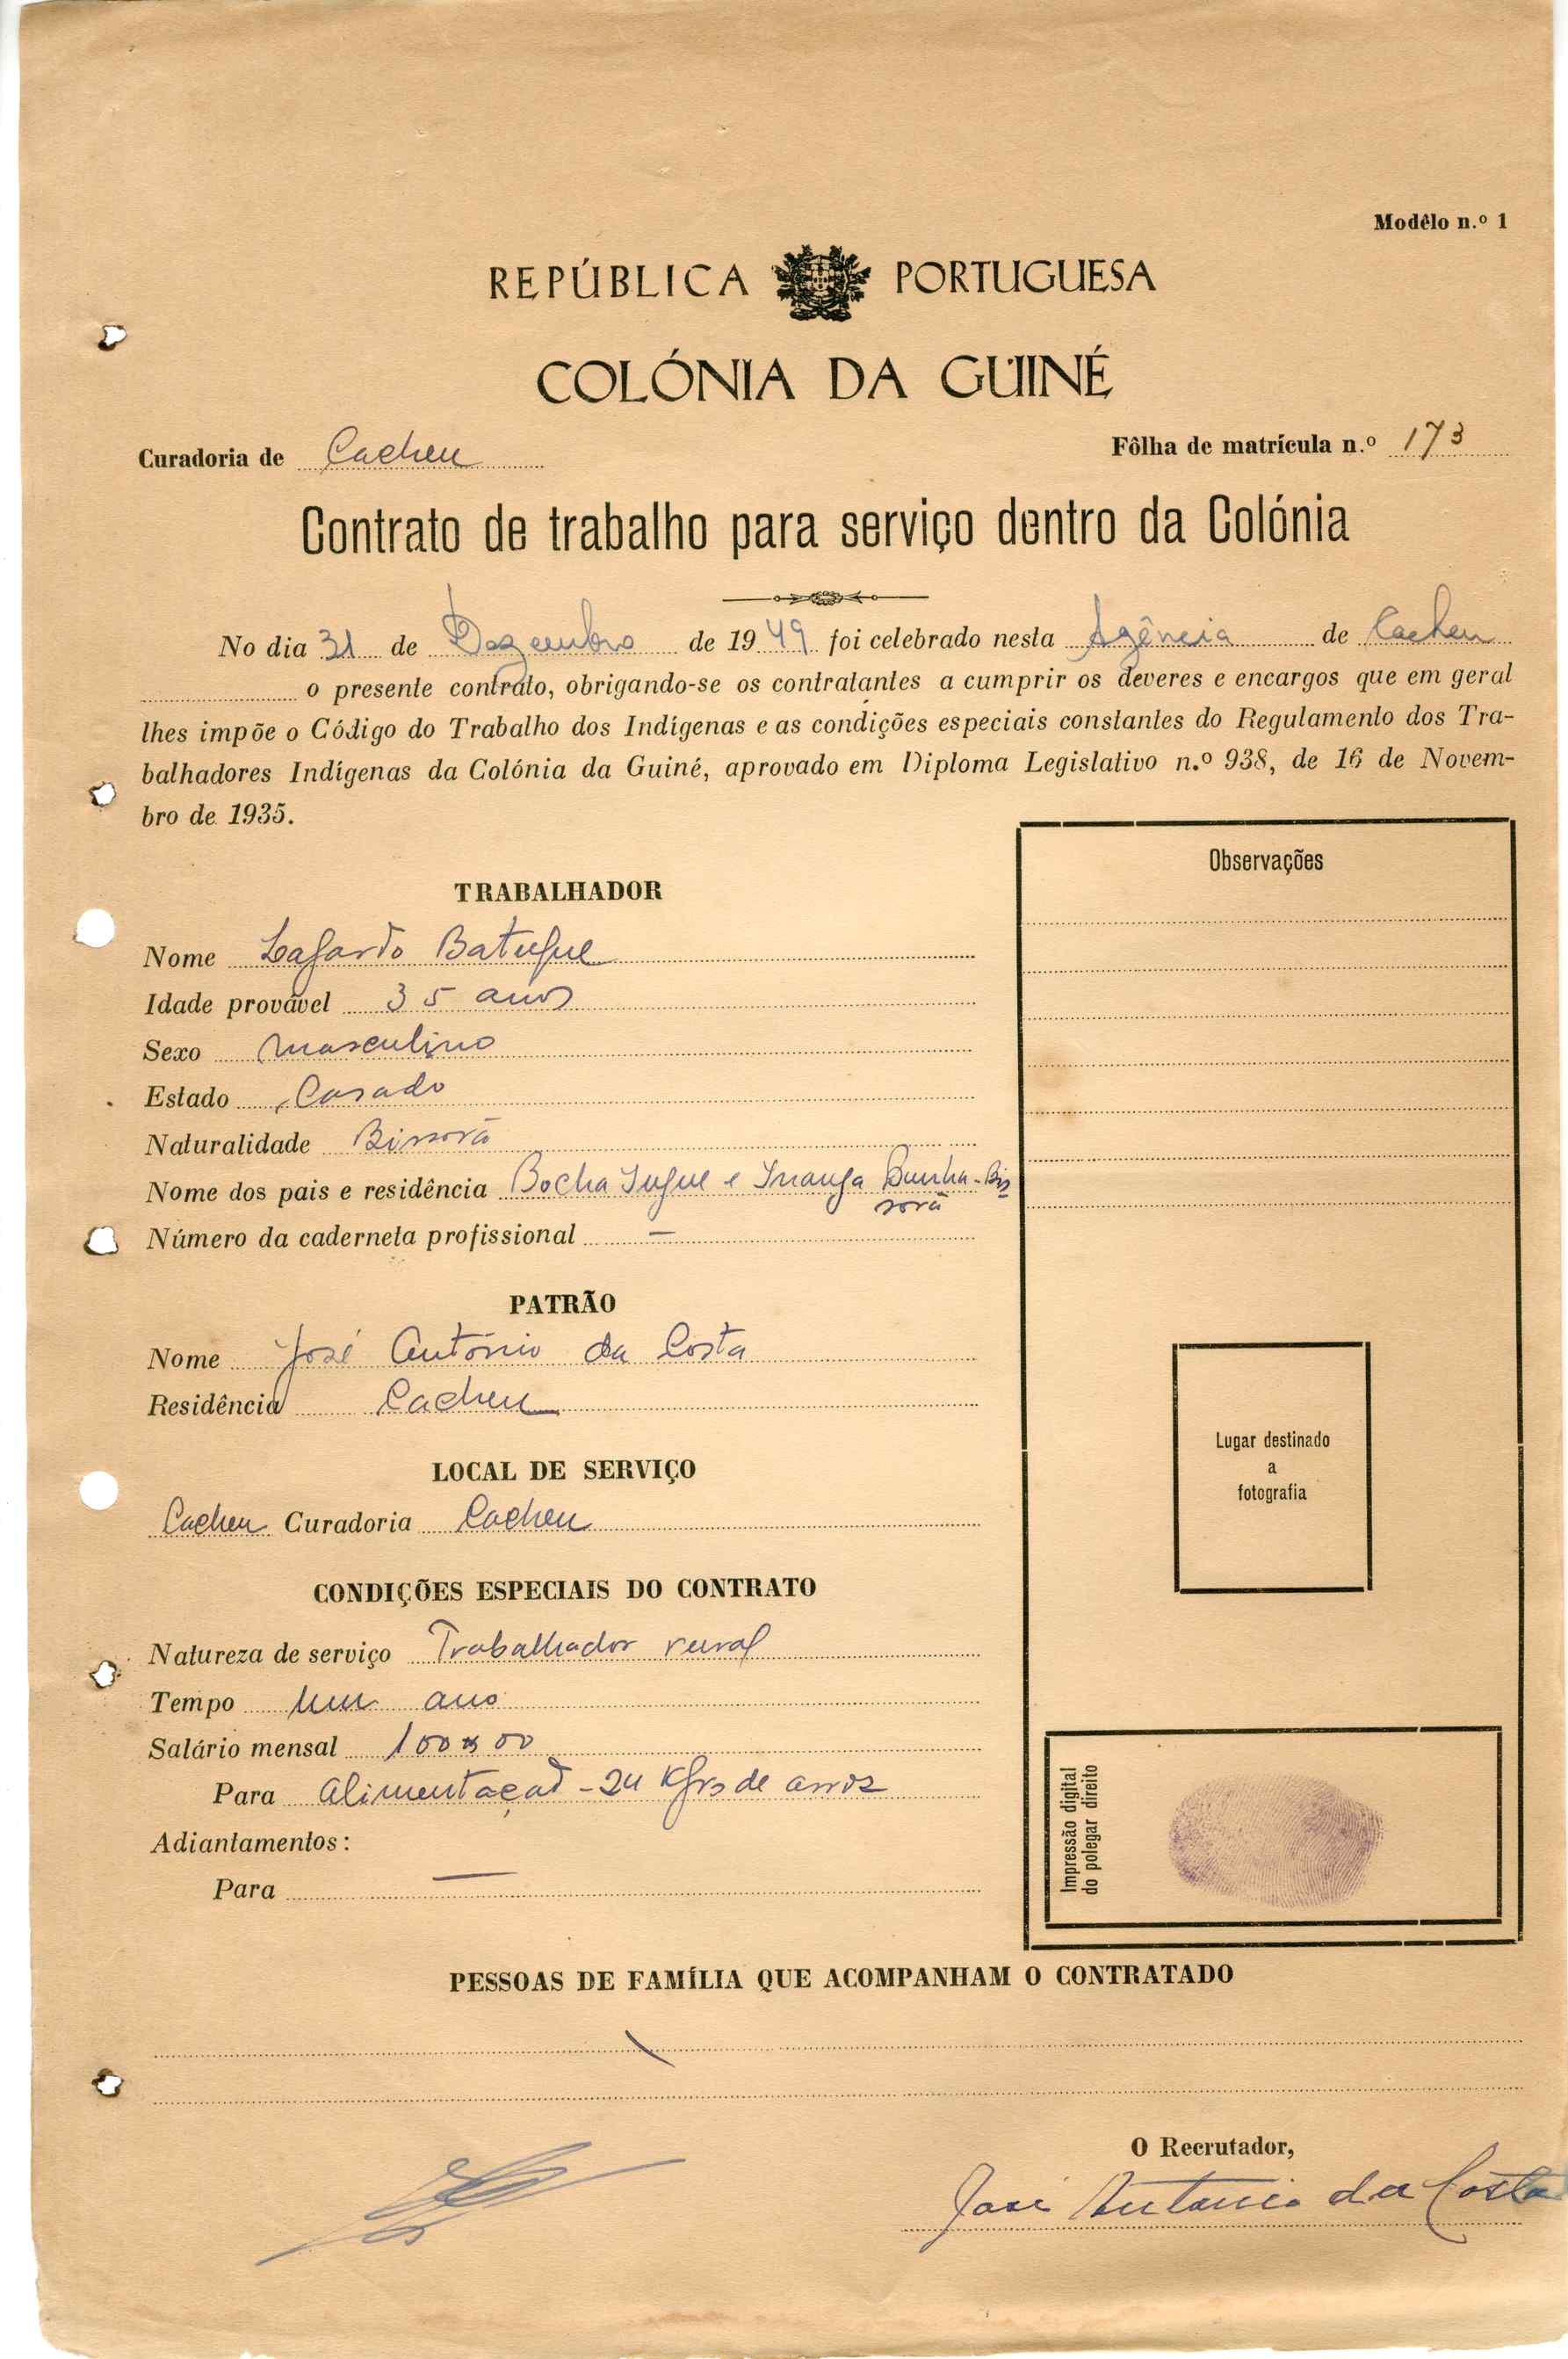 Modêlo n.º 1
REPÚBLICA PORTUGUESA
COLÓNIA DA GUINÉ
Curadoria de Cacheu Fôlha de matrícula n.º 173
Contrato de trabalho para serviço dentro da Colónia
No dia 31 de Dezembro de 1949 foi celebrado nesta Agência de Cacheu
o presente contrato, obrigando-se os contratantes a cumprir os deveres e encargos que em geral
lhes impõe o Código do Trabalho dos Indígenas e as condições especiais constantes do Regulamento dos Tra-
balhadores Indígenas da Colónia da Guiné, aprovado em Diploma Legislativo n.º 938, de 16 de Novem-
bro de 1935.
Observações
TRABALHADOR
Nome
Idade provável 35 anos
Sexo masculino
Estado Casado
Naturalidade Bissorã
Nome dos pais e residência Bocha e - Bis
sorã
Número da caderneta profissional —
PATRÃO
Nome José António da Costa
Residência Cacheu
LOCAL DE SERVIÇO
Cacheu Curadoria Cacheu
CONDIÇÕES ESPECIAIS DO CONTRATO
Natureza de serviço Trabalhador rural
Tempo um ano
Salário mensal 100$00
Para Alimentação - 24 Kgrs de arroz
Adiantamentos:
Para —
Lugar destinado
a
fotografia
Impressão digital
do polegar direito
PESSOAS DE FAMÍLIA QUE ACOMPANHAM O CONTRATADO
O Recrutador,
José Antonio da Costa